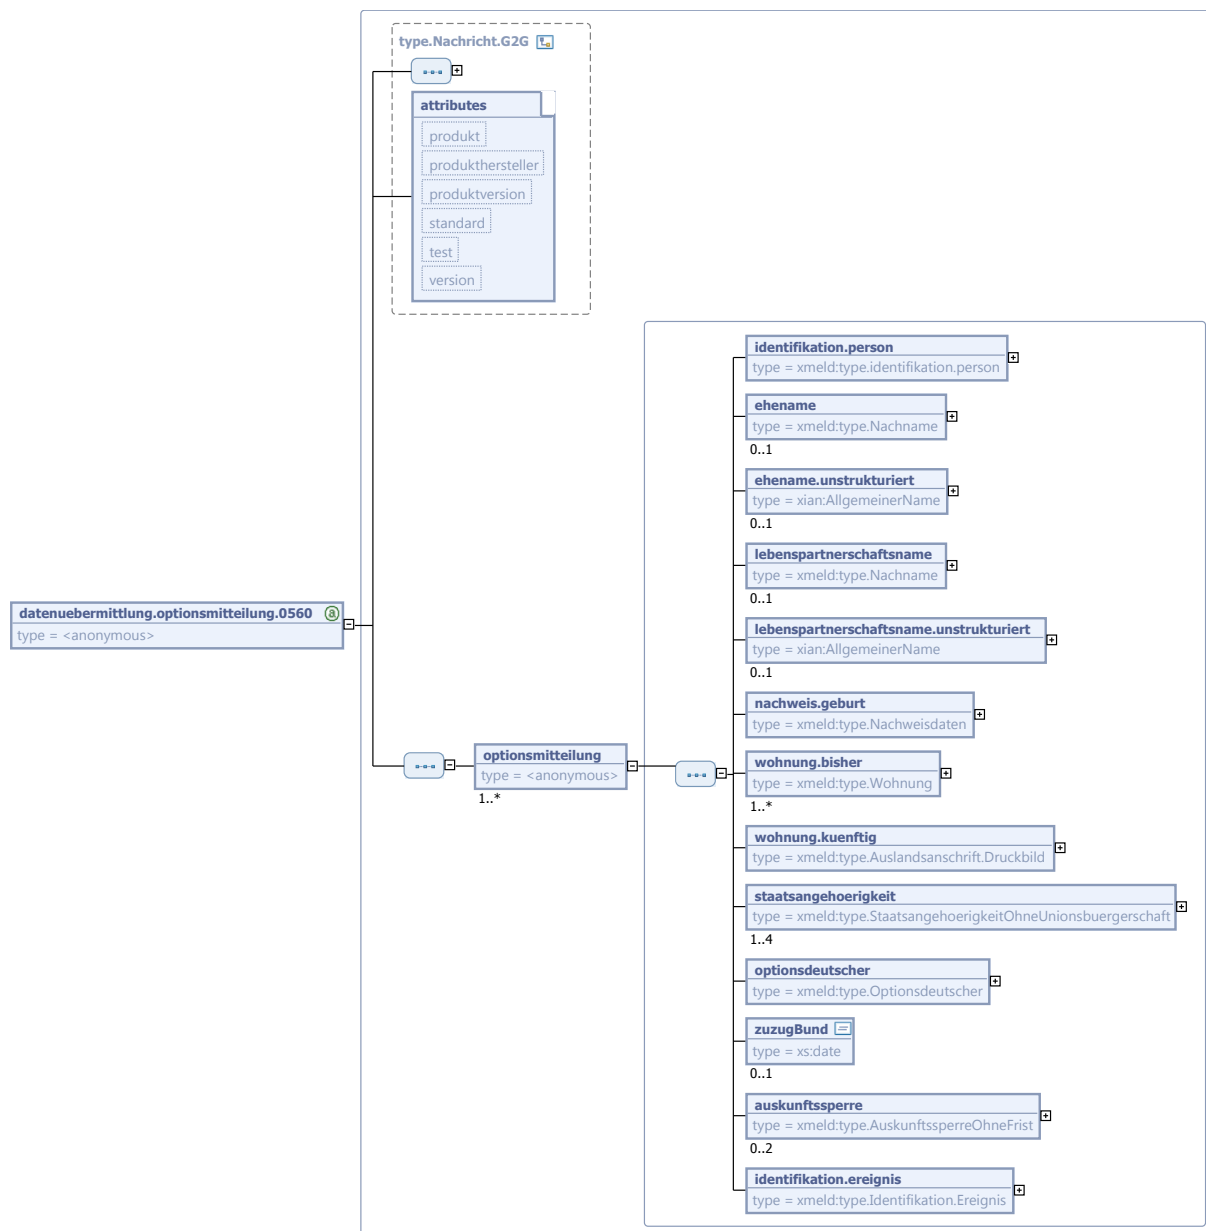 type.Nachricht.G2G
attributes
produkt
produkthersteller
produktversion
standard
test
version
datenuebermittlung.optionsmitteilung.0560 a
type = <anonymous>
optionsmitteilung
type = <anonymous>
1..*
identifikation.person
type = xmeld:type.identifikation.person
ehename
type = xmeld:type.Nachname
0..1
ehename.unstrukturiert
type = xian:AllgemeinerName
0..1
lebenspartnerschaftsname
type = xmeld:type.Nachname
0..1
lebenspartnerschaftsname.unstrukturiert
type = xian:AllgemeinerName
0..1
nachweis.geburt
type = xmeld:type.Nachweisdaten
wohnung.bisher
type = xmeld:type.Wohnung
1..*
wohnung.kuenftig
type = xmeld:type.Auslandsanschrift.Druckbild
staatsangehoerigkeit
type = xmeld:type.StaatsangehoerigkeitOhneUnionsbuergerschaft
1..4
optionsdeutscher
type = xmeld:type.Optionsdeutscher
zuzugBund
type = xs:date
0..1
auskunftssperre
type = xmeld:type.AuskunftssperreOhneFrist
0..2
identifikation.ereignis
type = xmeld:type.Identifikation.Ereignis